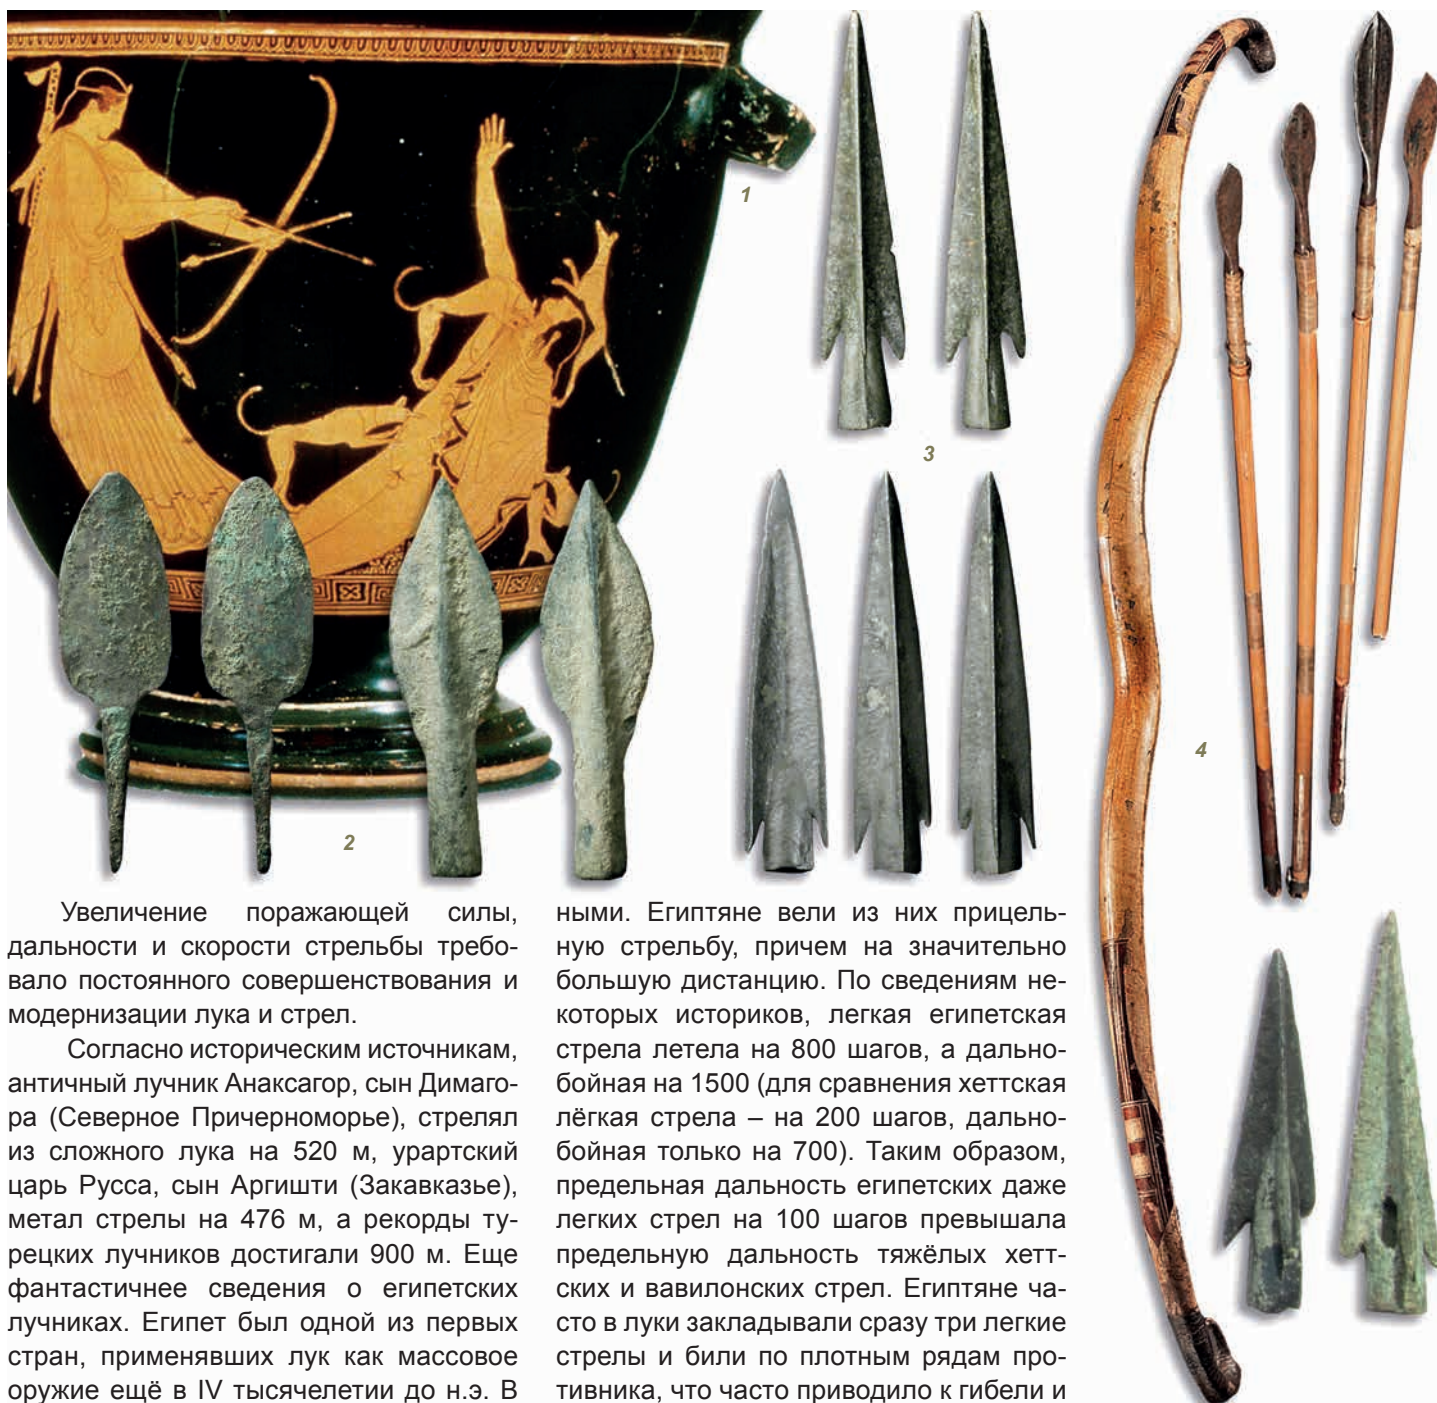 1
3
4
2
Увеличение поражающей силы,
дальности и скорости стрельбы требо-
вало постоянного совершенствования и
модернизации лука и стрел.
Согласно историческим источникам,
античный лучник Анаксагор, сын Димаго-
ра (Северное Причерноморье), стрелял
из сложного лука на 520 м, урартский
царь Русса, сын Аргишти (Закавказье),
метал стрелы на 476 м, а рекорды ту-
рецких лучников достигали 900 м. Еще
фантастичнее сведения о египетских
лучниках. Египет был одной из первых
стран, применявших лук как массовое
оружие ещё в IV тысячелетии до н.э. В
ными. Египтяне вели из них прицель-
ную стрельбу, причем на значительно
большую дистанцию. По сведениям не-
которых историков, легкая египетская
стрела летела на 800 шагов, а дально-
бойная на 1500 (для сравнения хеттская
лёгкая стрела – на 200 шагов, дально-
бойная только на 700). Таким образом,
предельная дальность египетских даже
легких стрел на 100 шагов превышала
предельную дальность тяжёлых хетт-
ских и вавилонских стрел. Египтяне ча-
сто в луки закладывали сразу три легкие
стрелы и били по плотным рядам про-
тивника, что часто приводило к гибели и